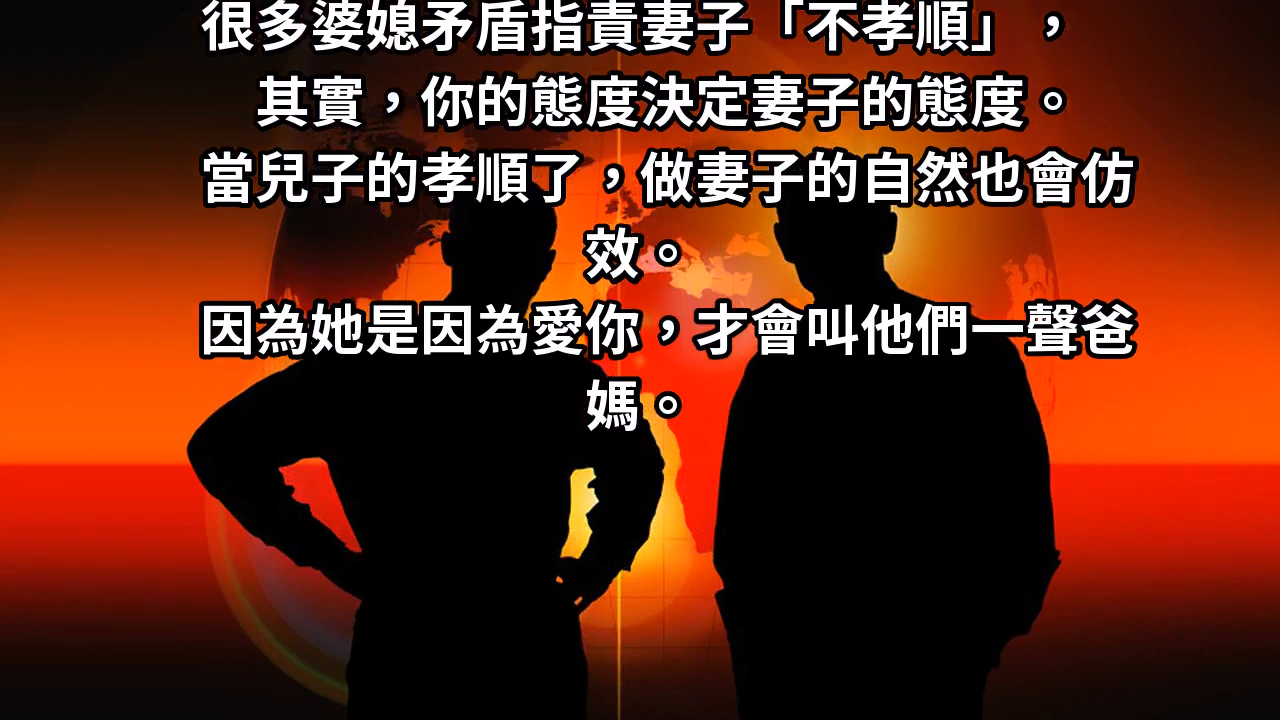 很多婆媳矛盾指責妻子「不孝順」，
其實，你的態度決定妻子的態度。
當兒子的孝順了，做妻子的自然也會仿
效。
因為她是因為愛你，才會叫他們一聲爸
媽。